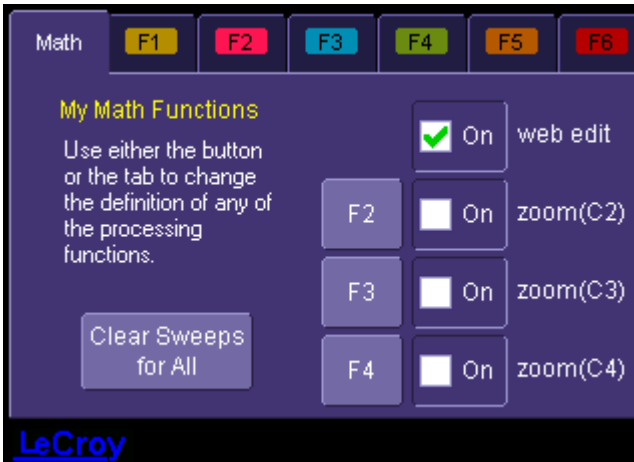 Math F1 F2 F3 F4 F5 F6
My Math Functions
Use either the button
or the tab to change
the definition of any of
the processing
functions.
Clear Sweeps
for All
On web edit
F2 On zoom(C2)
F3 On zoom(C3)
F4 On zoom(C4)
LeCroy